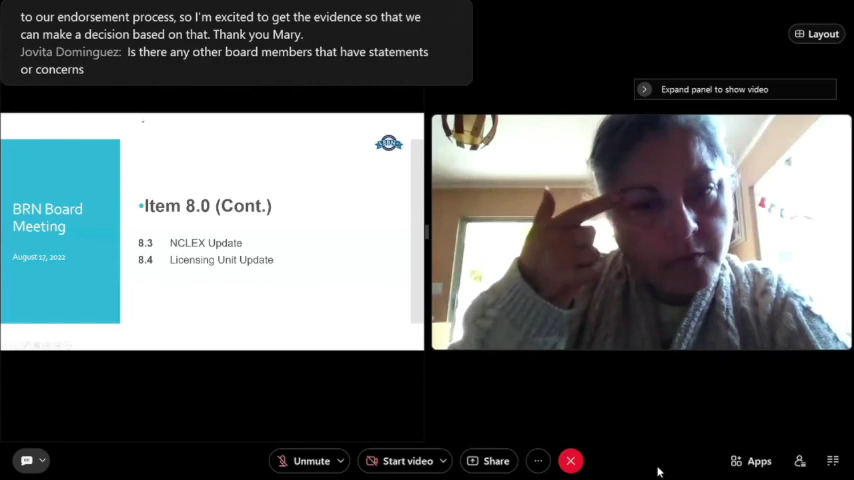 to our endorsement process, so I'm excited to get the evidence so that we
can make a decision based on that. Thank you Mary.
Jovita Dominguez: Is there any other board members that have statements
or concerns
Layout
Expand panel to show video
BRN
BRN Board
Meeting
August 17, 2022
•Item 8.0 (Cont.)
8.3 NCLEX Update
8.4 Licensing Unit Update
Unmute
Start video
Share
Apps